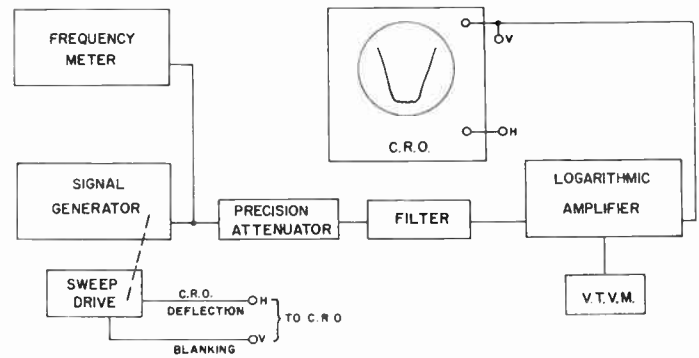 FREQUENCY
METER
V
H
C.R.O.
SIGNAL
GENERATOR
PRECISION
ATTENUATOR
FILTER
LOGARITHMIC
AMPLIFIER
SWEEP
DRIVE
C.R.O.
DEFLECTION
H
TO C.R.O
V
BLANKING
V.T.V.M.